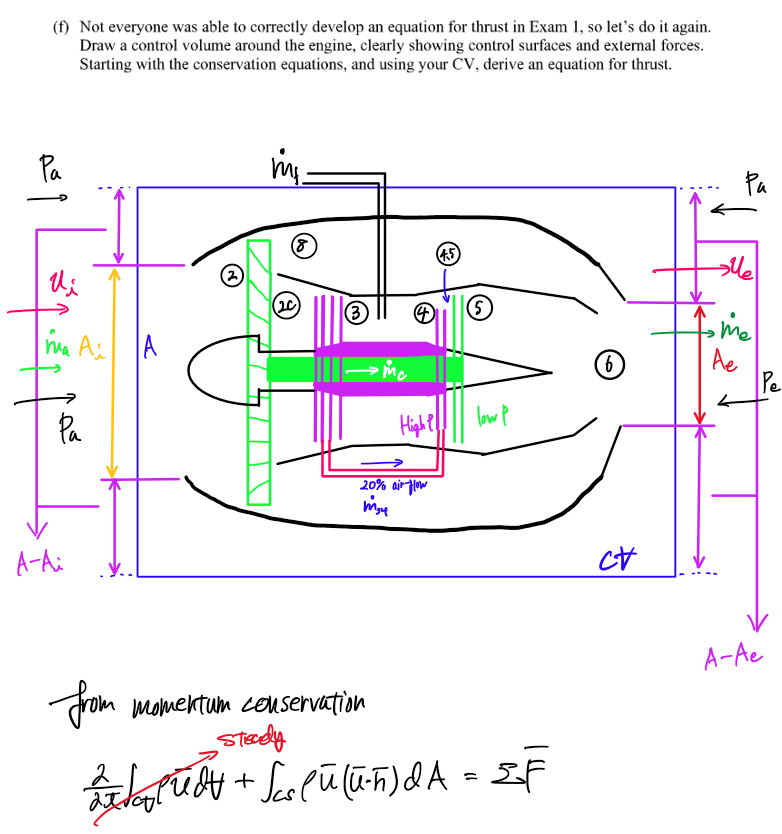 (f) Not everyone was able to correctly develop an equation for thrust in Exam 1, so let's do it again.
Draw a control volume around the engine, clearly showing control surfaces and external forces.
Starting with the conservation equations, and using your CV, derive an equation for thrust.
Pa
ṁf
Pa
8
4.5
2
ue
ui
2C
3
4
5
ṁe
ṁa
Ai
A
ṁc
6
Ae
Pe
Pa
High P
low P
20% airflow
ṁ34
A-Ai
CV
A-Ae
from momentum conservation
steady
∂/∂t ∫cv ρū dV + ∫cs ρū(ū·n̄)dA = ΣF̄